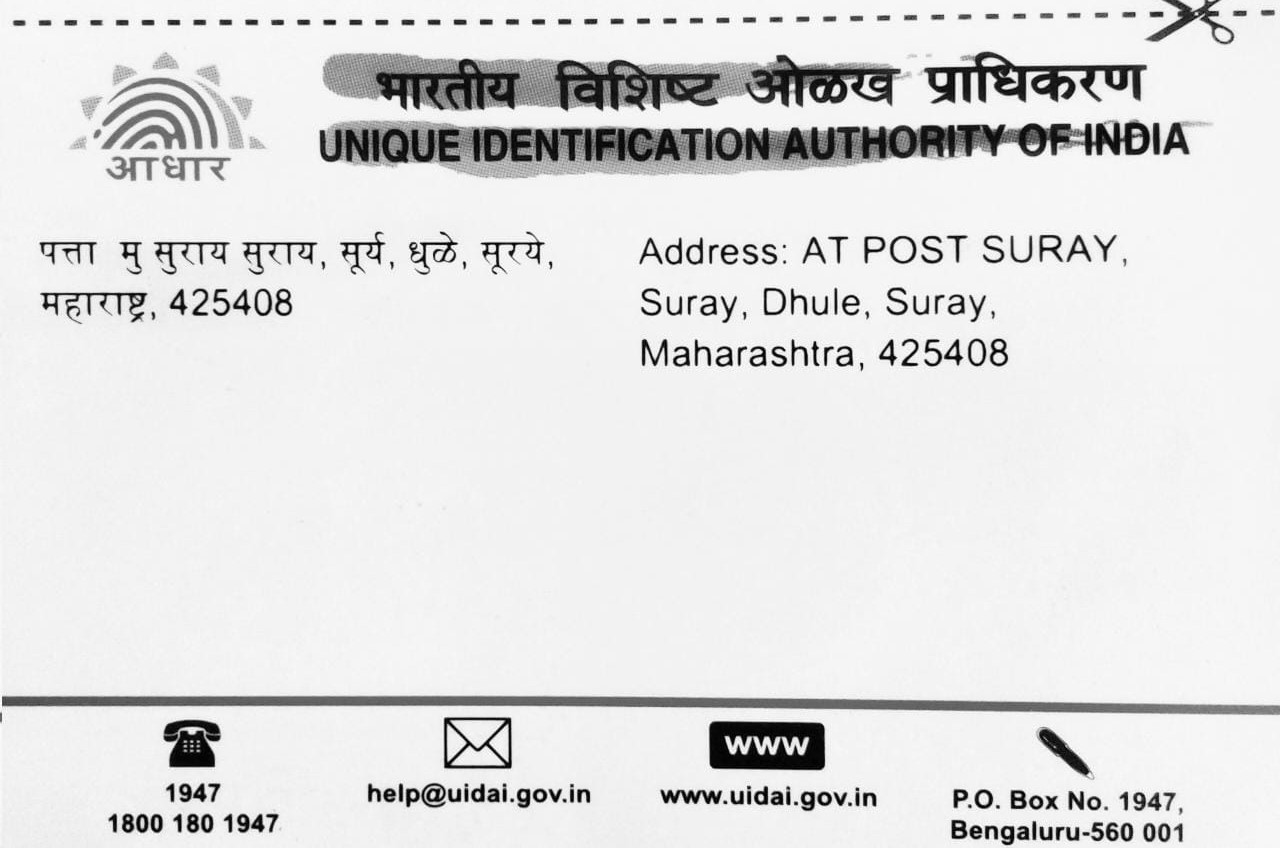 भारतीय विशिष्ट ओळख प्राधिकरण
UNIQUE IDENTIFICATION AUTHORITY OF INDIA
आधार
पत्ता मु सुराय सुराय, सूर्य, धुळे, सूरये,
महाराष्ट्र, 425408
Address: AT POST SURAY,
Suray, Dhule, Suray,
Maharashtra, 425408
1947
1800 180 1947
help@uidai.gov.in
www
www.uidai.gov.in
P.O. Box No. 1947,
Bengaluru-560 001